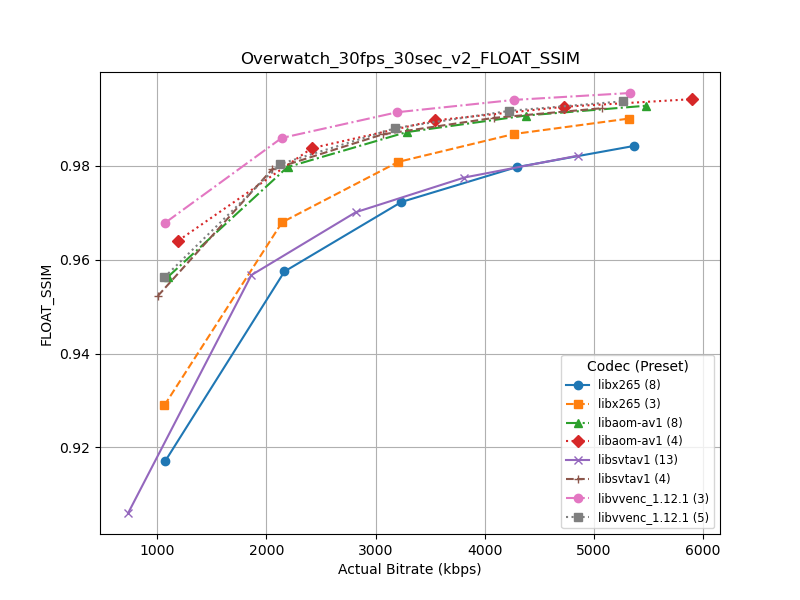 Overwatch_30fps_30sec_v2_FLOAT_SSIM
FLOAT_SSIM
0.98
0.96
0.94
0.92
Codec (Preset)
libx265 (8)
libx265 (3)
libaom-av1 (8)
libaom-av1 (4)
libsvtav1 (13)
libsvtav1 (4)
libvvenc_1.12.1 (3)
libvvenc_1.12.1 (5)
1000 2000 3000 4000 5000 6000
Actual Bitrate (kbps)